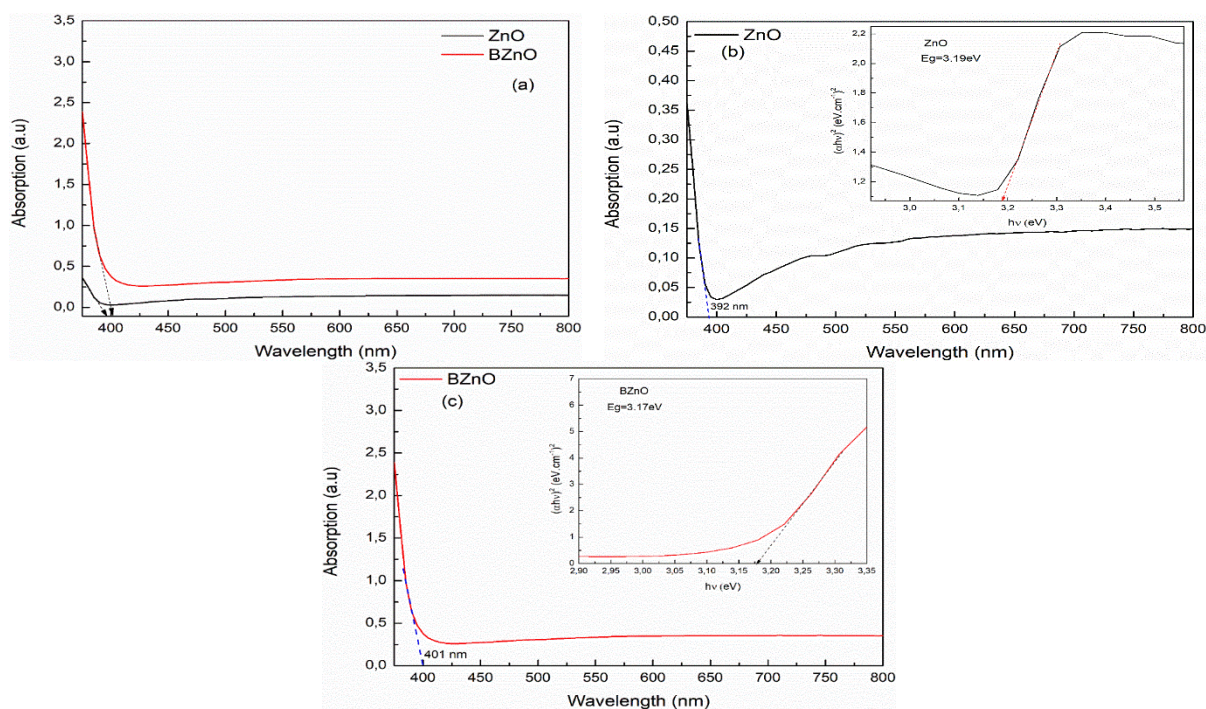 3,5
3,0
2,5
2,0
1,5
1,0
0,5
0,0
Absorption (a.u)
ZnO
BZnO
(a)
400 450 500 550 600 650 700 750 800
Wavelength (nm)
0,50
0,45
0,40
0,35
0,30
0,25
0,20
0,15
0,10
0,05
0,00
Absorption (a.u)
ZnO
(b)
392 nm
400 450 500 550 600 650 700 750 800
Wavelength (nm)
2,2
2,0
1,8
1,6
1,4
1,2
(αhν)² (eV.cm⁻¹)²
ZnO
Eg=3.19eV
3,0 3,1 3,2 3,3 3,4 3,5
hν (eV)
3,5
3,0
2,5
2,0
1,5
1,0
0,5
0,0
Absorption (a.u)
BZnO
(c)
401 nm
400 450 500 550 600 650 700 750 800
Wavelength (nm)
7
6
5
4
3
2
1
0
(αhν)² (eV.cm⁻¹)²
BZnO
Eg=3.17eV
2,90 2,95 3,00 3,05 3,10 3,15 3,20 3,25 3,30 3,35
hν (eV)